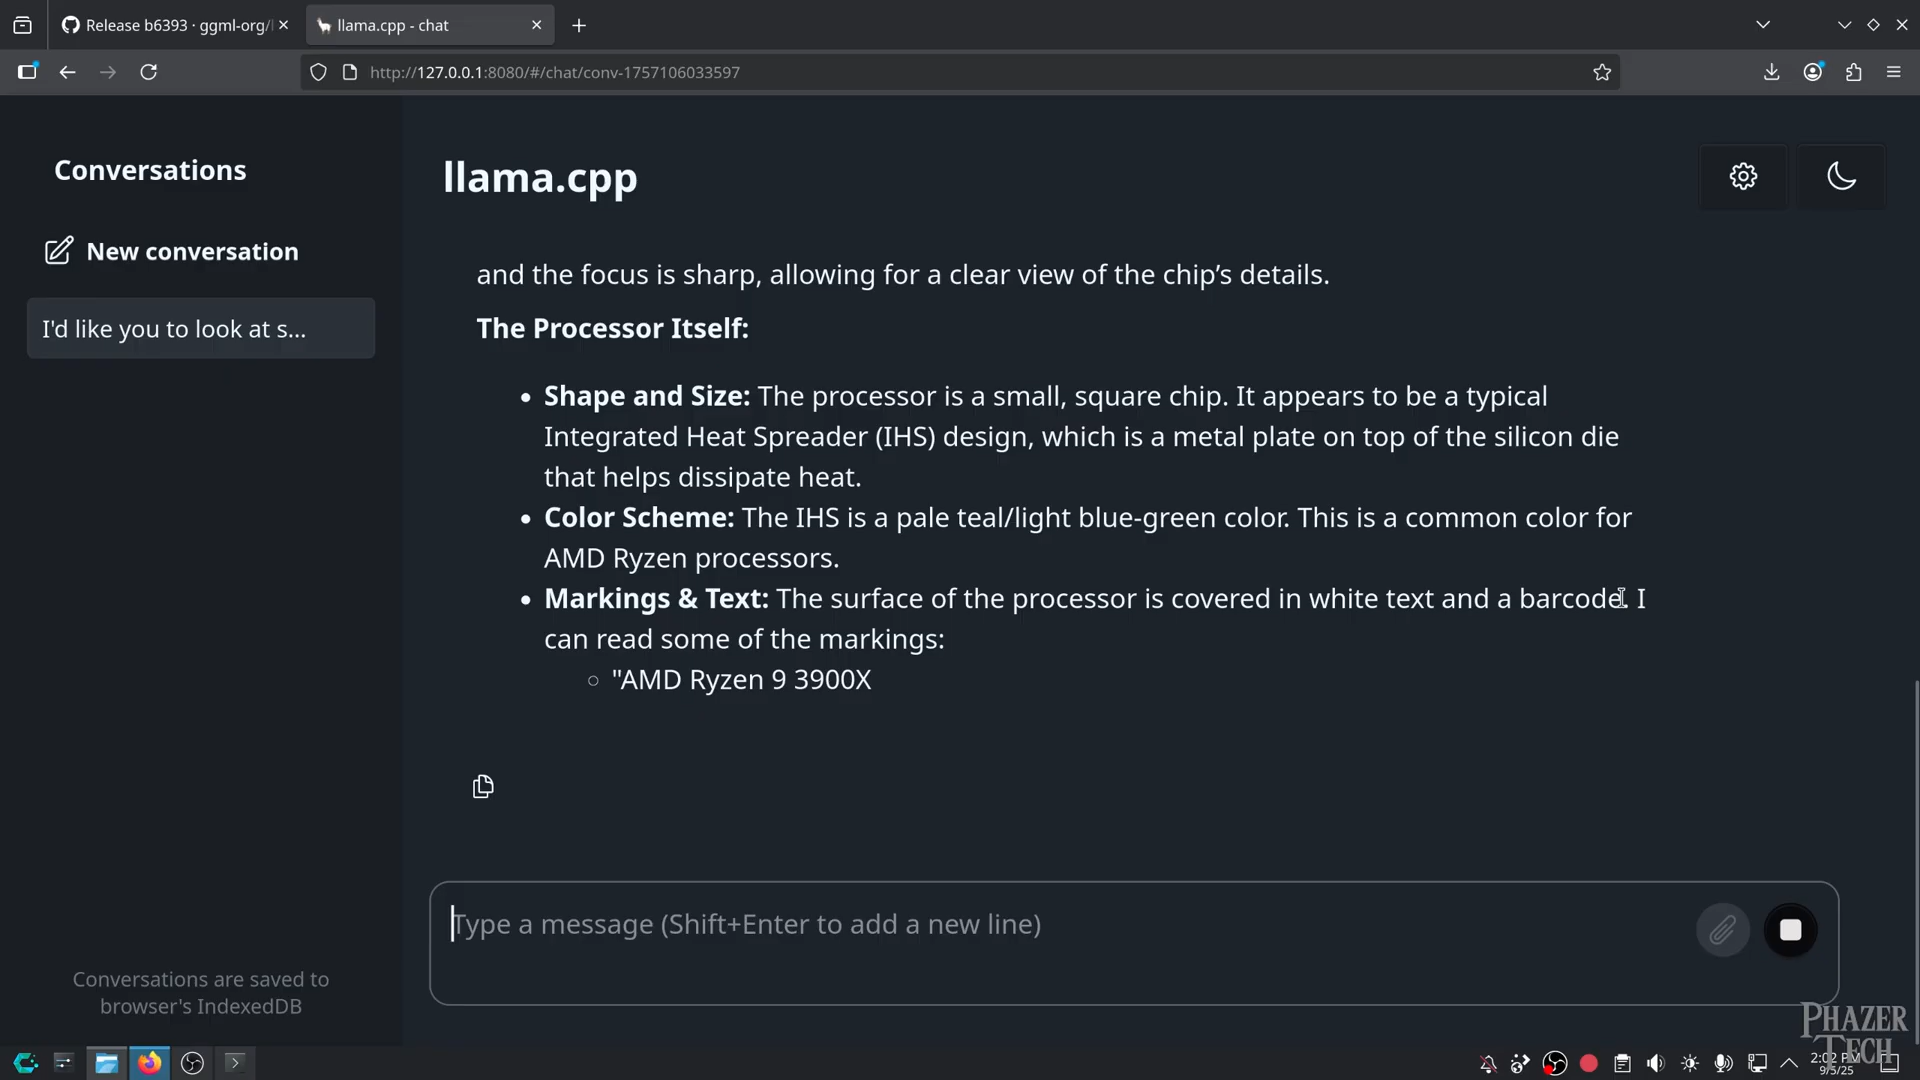 Release b6393 · ggml-org/l
llama.cpp - chat
http://127.0.0.1:8080/#/chat/conv-1757106033597
Conversations
New conversation
I'd like you to look at s...
Conversations are saved to
browser's IndexedDB
llama.cpp
and the focus is sharp, allowing for a clear view of the chip’s details.
The Processor Itself:
• Shape and Size: The processor is a small, square chip. It appears to be a typical
Integrated Heat Spreader (IHS) design, which is a metal plate on top of the silicon die
that helps dissipate heat.
• Color Scheme: The IHS is a pale teal/light blue-green color. This is a common color for
AMD Ryzen processors.
• Markings & Text: The surface of the processor is covered in white text and a barcode. I
can read some of the markings:
○ "AMD Ryzen 9 3900X
Type a message (Shift+Enter to add a new line)
PHAZER
TECH
2:02 PM
9/5/25